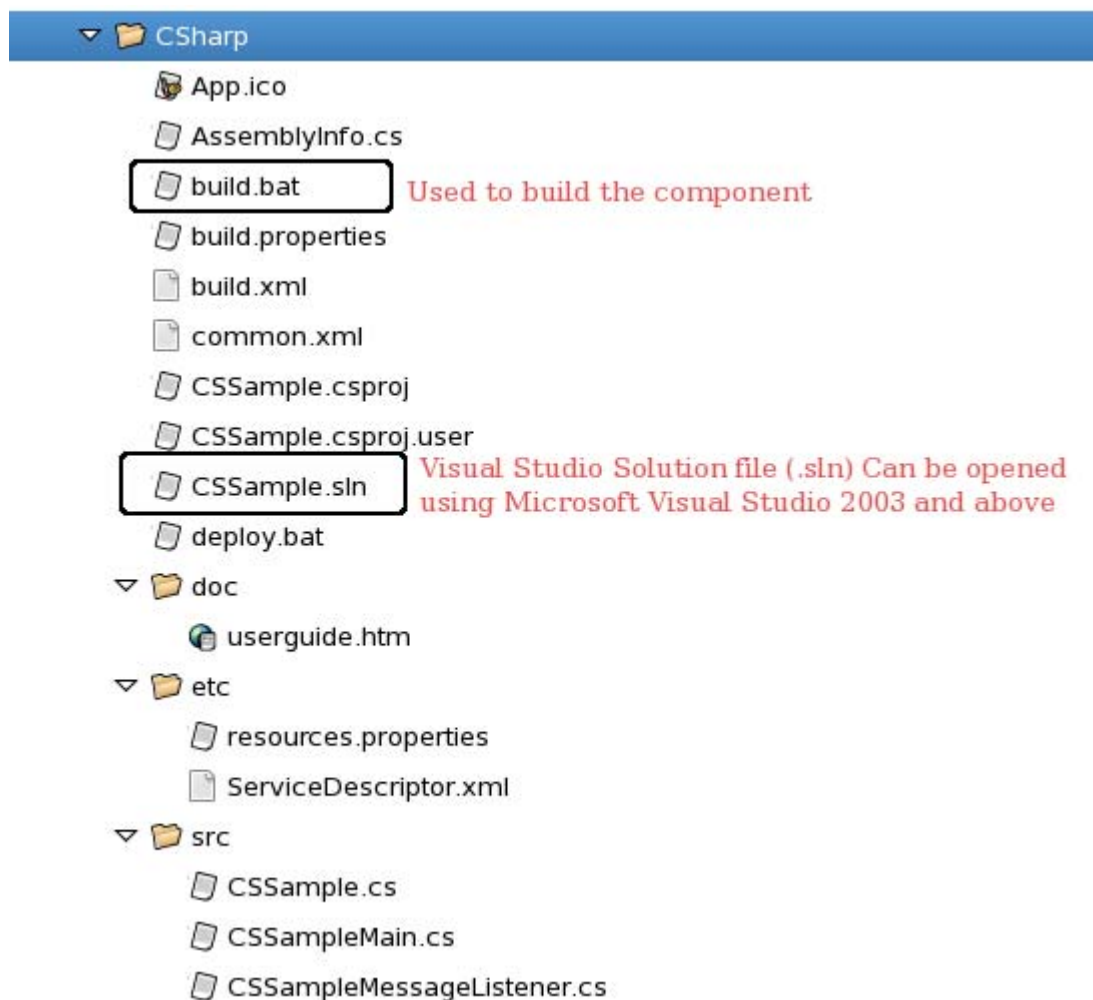 CSharp
App.ico
AssemblyInfo.cs
build.bat Used to build the component
build.properties
build.xml
common.xml
CSSample.csproj
CSSample.csproj.user
CSSample.sln
Visual Studio Solution file (.sln) Can be opened
using Microsoft Visual Studio 2003 and above
deploy.bat
doc
userguide.htm
etc
resources.properties
ServiceDescriptor.xml
src
CSSample.cs
CSSampleMain.cs
CSSampleMessageListener.cs